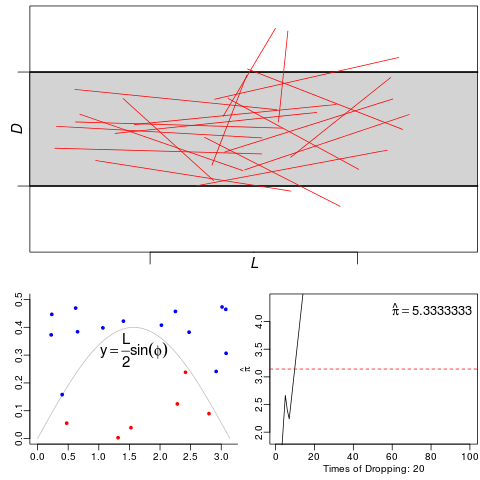 D
L
0.0 0.1 0.2 0.3 0.4 0.5
0.0 0.5 1.0 1.5 2.0 2.5 3.0
y = L/2 sin(ϕ)
π̂ = 5.3333333
π̂
2.0 2.5 3.0 3.5 4.0
0 20 40 60 80 100
Times of Dropping: 20